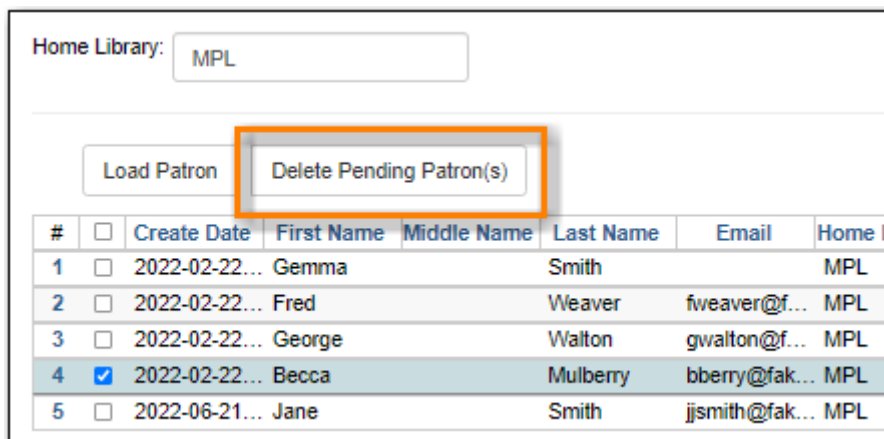 Home Library: MPL
Load Patron Delete Pending Patron(s)
# Create Date First Name Middle Name Last Name Email Home
1 2022-02-22... Gemma Smith MPL
2 2022-02-22... Fred Weaver fweaver@f... MPL
3 2022-02-22... George Walton gwalton@f... MPL
4 2022-02-22... Becca Mulberry bberry@fak... MPL
5 2022-06-21... Jane Smith jjsmith@fak... MPL